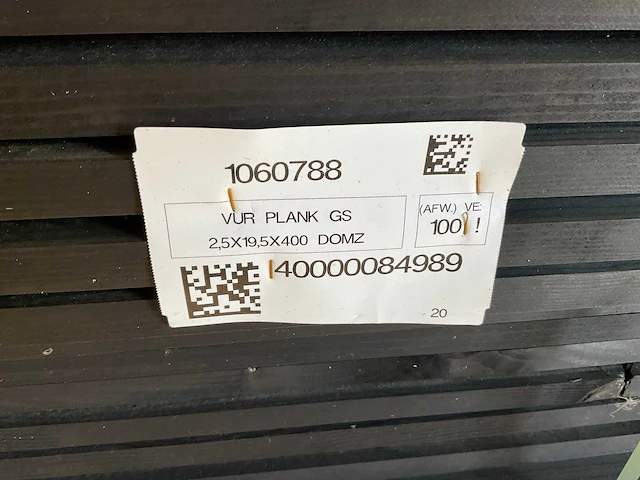 1060788
VUR PLANK GS
2,5X19,5X400 DOMZ
(AFW.) VE:
100 !
40000084989
20